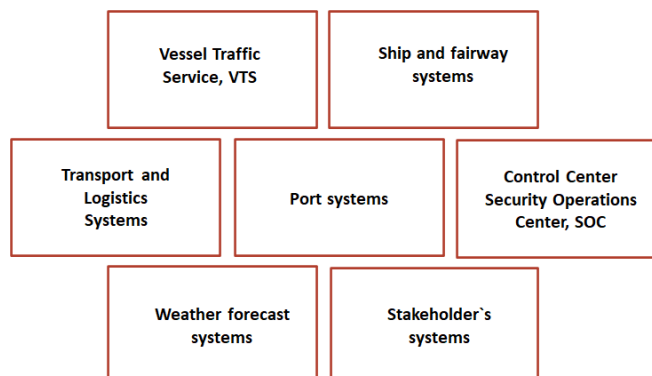 Vessel Traffic
Service, VTS
Ship and fairway
systems
Transport and
Logistics
Systems
Port systems
Control Center
Security Operations
Center, SOC
Weather forecast
systems
Stakeholder`s
systems